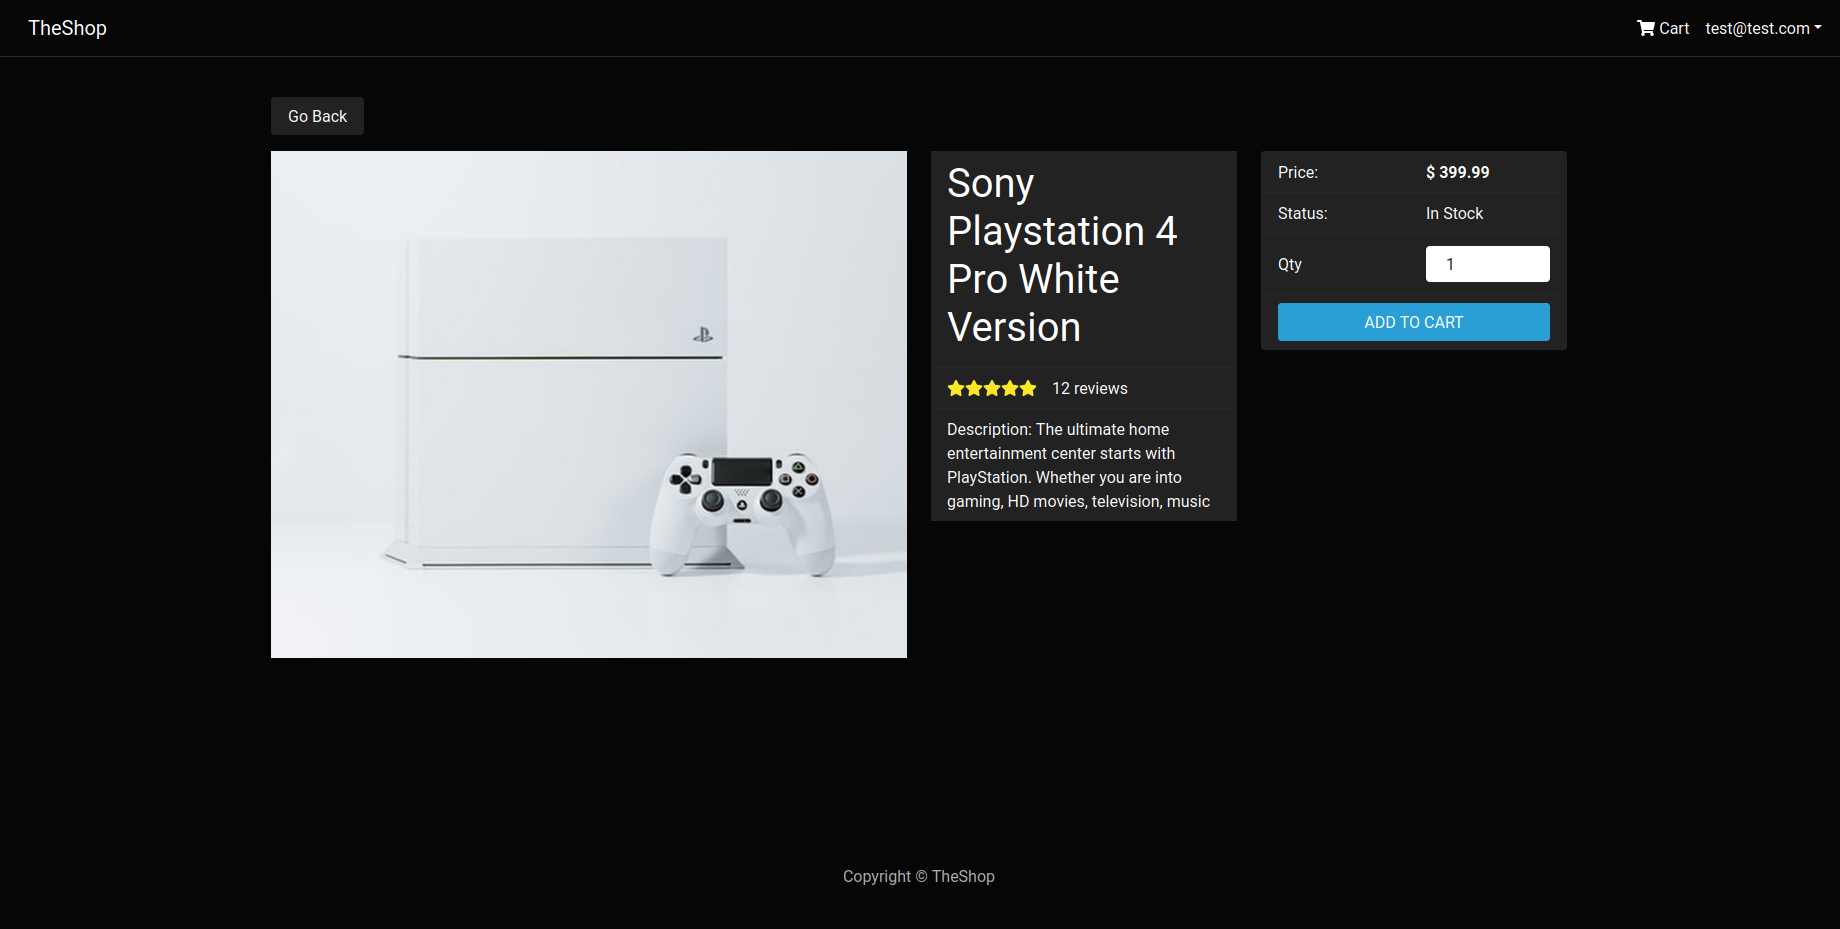 TheShop
Cart
test@test.com
Go Back
Sony
Playstation 4
Pro White
Version
12 reviews
Description: The ultimate home
entertainment center starts with
PlayStation. Whether you are into
gaming, HD movies, television, music
Price: $ 399.99
Status: In Stock
Qty 1
ADD TO CART
Copyright © TheShop